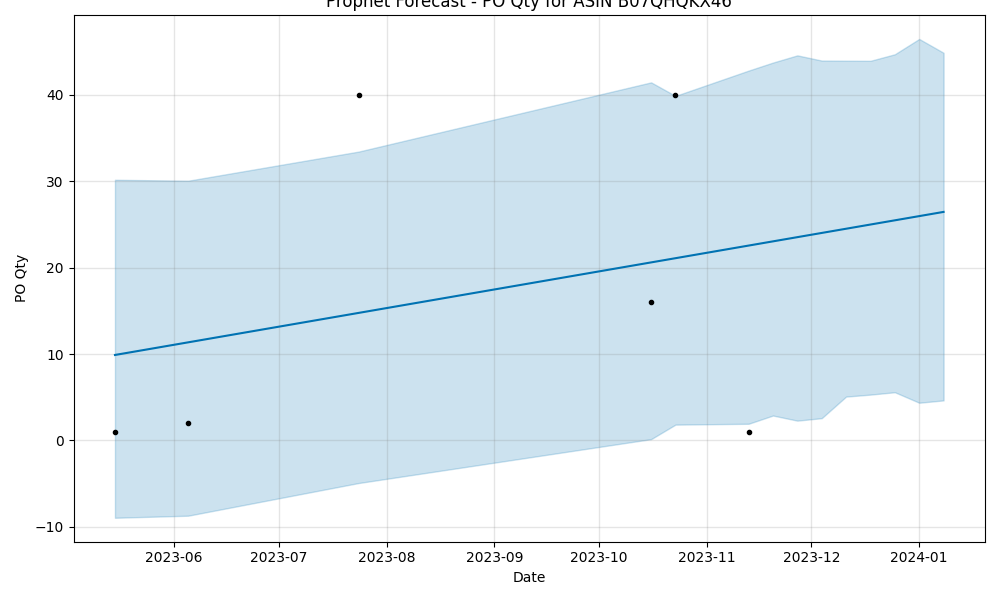 Prophet Forecast - PO Qty for ASIN B07QHQKX46
PO Qty
40
30
20
10
0
−10
2023-06 2023-07 2023-08 2023-09 2023-10 2023-11 2023-12 2024-01
Date